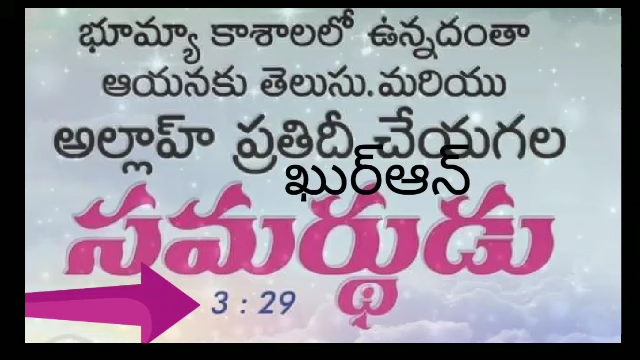 భూమ్యా కాశాలలో ఉన్నదంతా
ఆయనకు తెలుసు.మరియు
అల్లాహ్ ప్రతిదీ చేయగల
ఖుర్ఆన్
సమర్థుడు
3 : 29